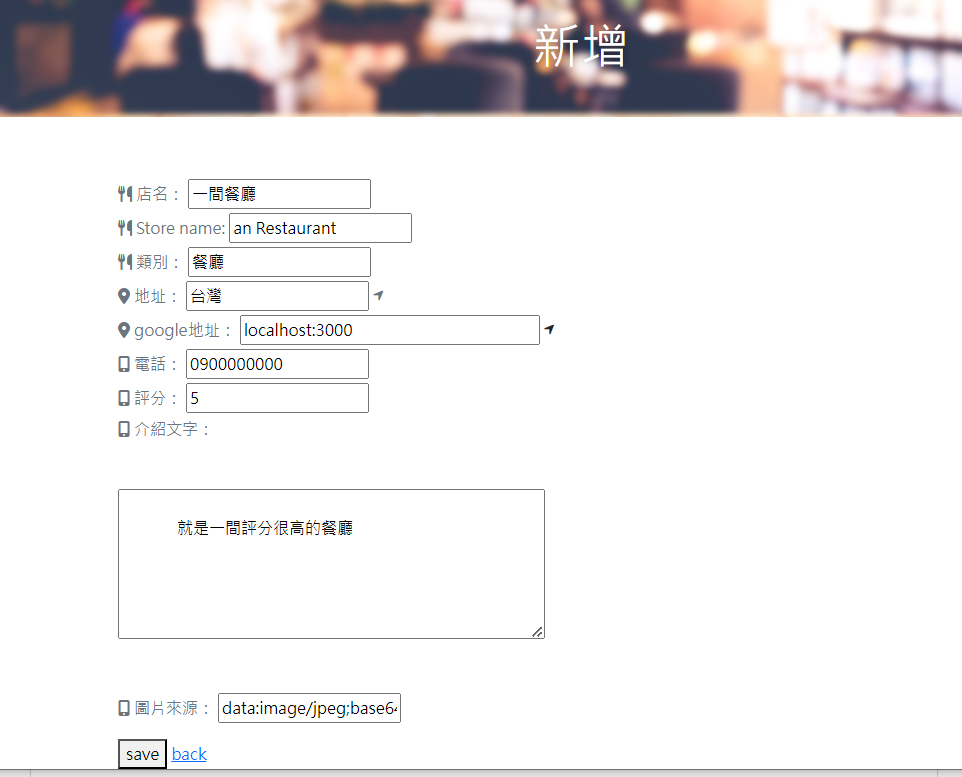 新增
店名： 一間餐廳
Store name: an Restaurant
類別： 餐廳
地址： 台灣
google地址： localhost:3000
電話： 0900000000
評分： 5
介紹文字：
就是一間評分很高的餐廳
圖片來源： data:image/jpeg;base64
save back